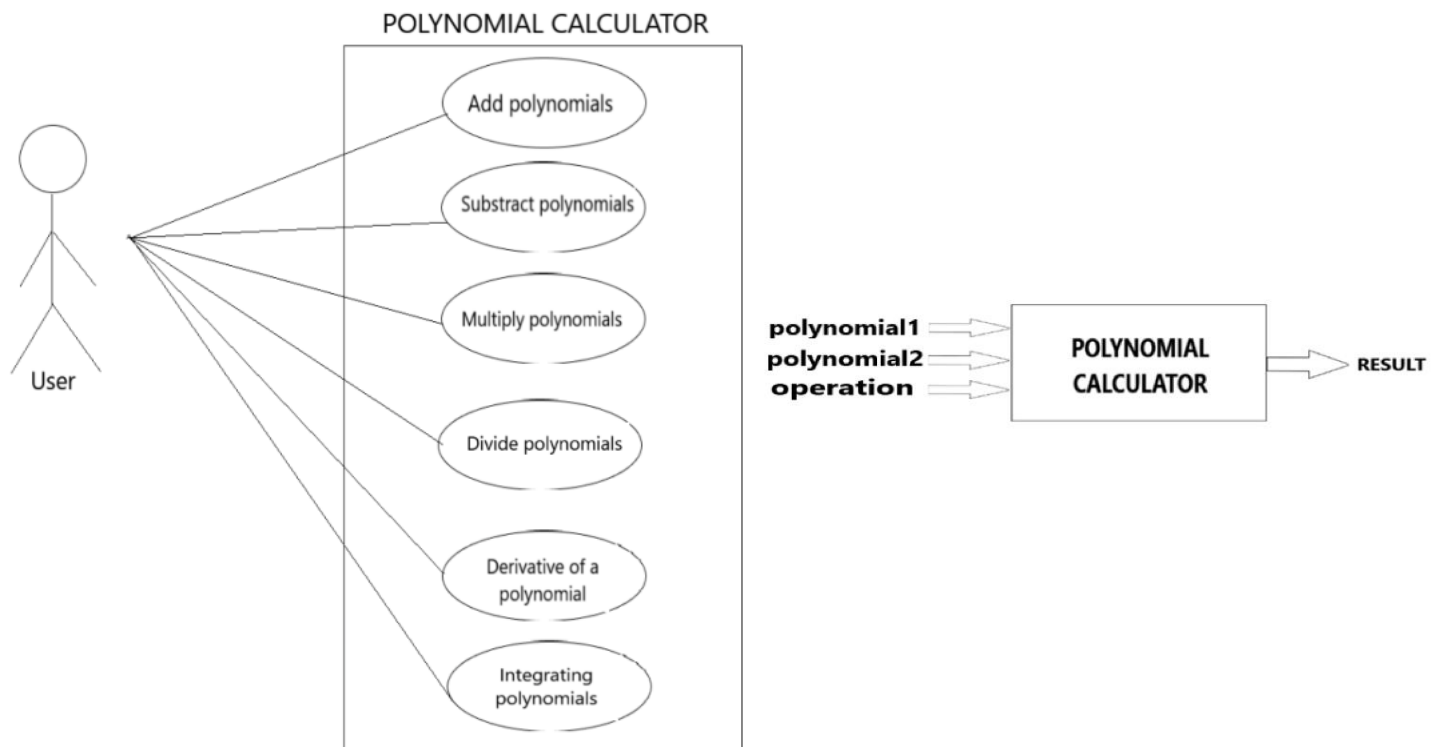 POLYNOMIAL CALCULATOR
Add polynomials
Substract polynomials
Multiply polynomials
Divide polynomials
Derivative of a
polynomial
Integrating
polynomials
User
polynomial1
polynomial2
operation
POLYNOMIAL
CALCULATOR
RESULT